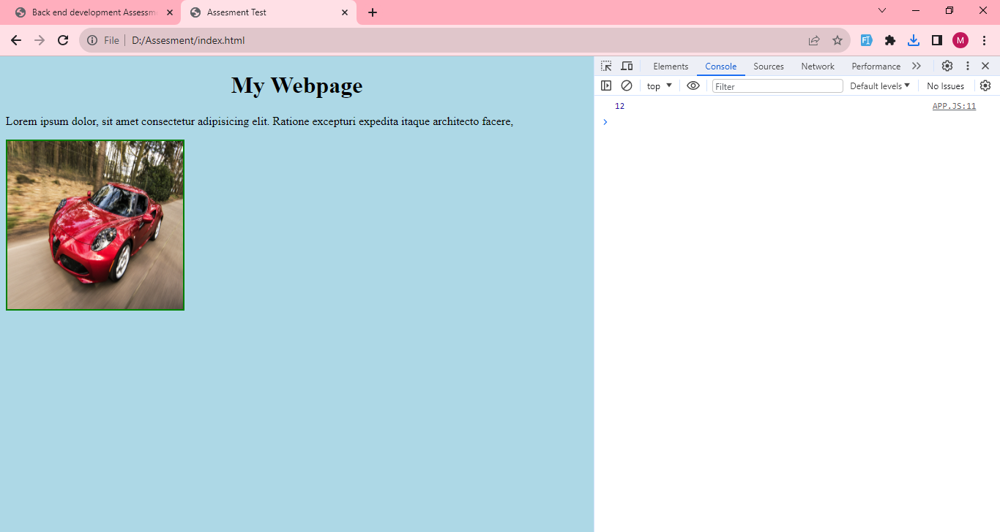 Back end development Assessm
Assesment Test
File
D:/Assesment/index.html
M
My Webpage
Lorem ipsum dolor, sit amet consectetur adipisicing elit. Ratione excepturi expedita itaque architecto facere,
Elements Console Sources Network Performance
top Filter Default levels No Issues
12 APP.JS:11